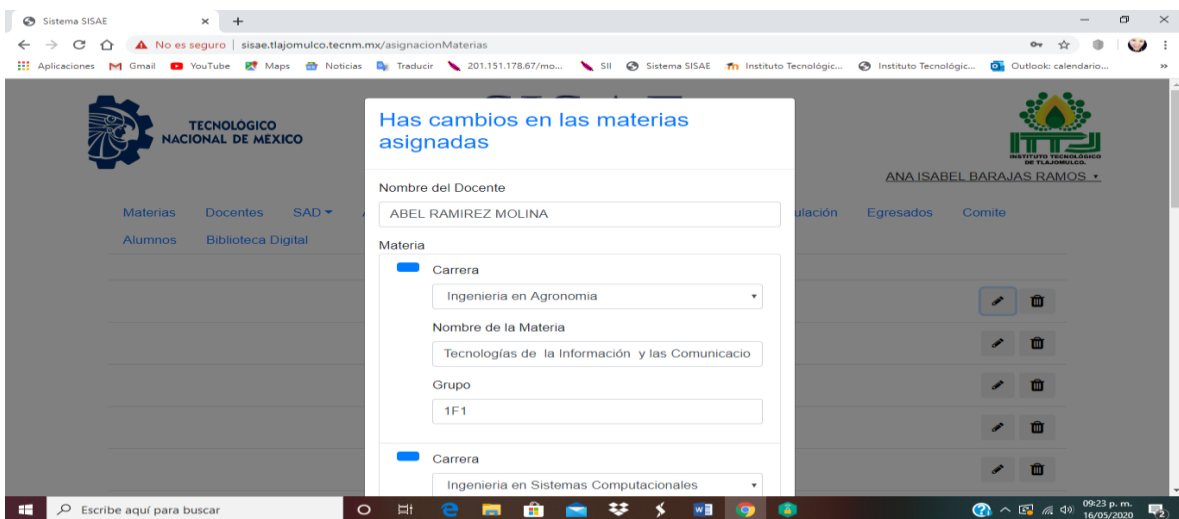 Sistema SISAE
No es seguro | sisae.tlajomulco.tecnm.mx/asignacionMaterias
Aplicaciones Gmail YouTube Maps Noticias Traducir 201.151.178.67/mo... SII Sistema SISAE Instituto Tecnológic... Instituto Tecnológic... Outlook: calendario... »
TECNOLÓGICO
NACIONAL DE MÉXICO
INSTITUTO TECNOLÓGICO
DE TLAJOMULCO.
ANA ISABEL BARAJAS RAMOS
Materias Docentes SAD Egresados Comite
Alumnos Biblioteca Digital
Has cambios en las materias
asignadas
Nombre del Docente
ABEL RAMIREZ MOLINA
Materia
Carrera
Ingenieria en Agronomia
Nombre de la Materia
Tecnologías de la Información y las Comunicacio
Grupo
1F1
Carrera
Ingenieria en Sistemas Computacionales
Escribe aquí para buscar
09:23 p. m.
16/05/2020